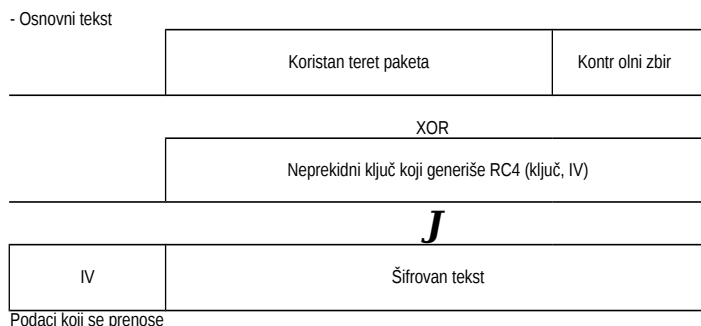 - Osnovni tekst
Koristan teret paketa Kontr olni zbir
XOR
Neprekidni ključ koji generiše RC4 (ključ, IV)
J
IV Šifrovan tekst
Podaci koji se prenose